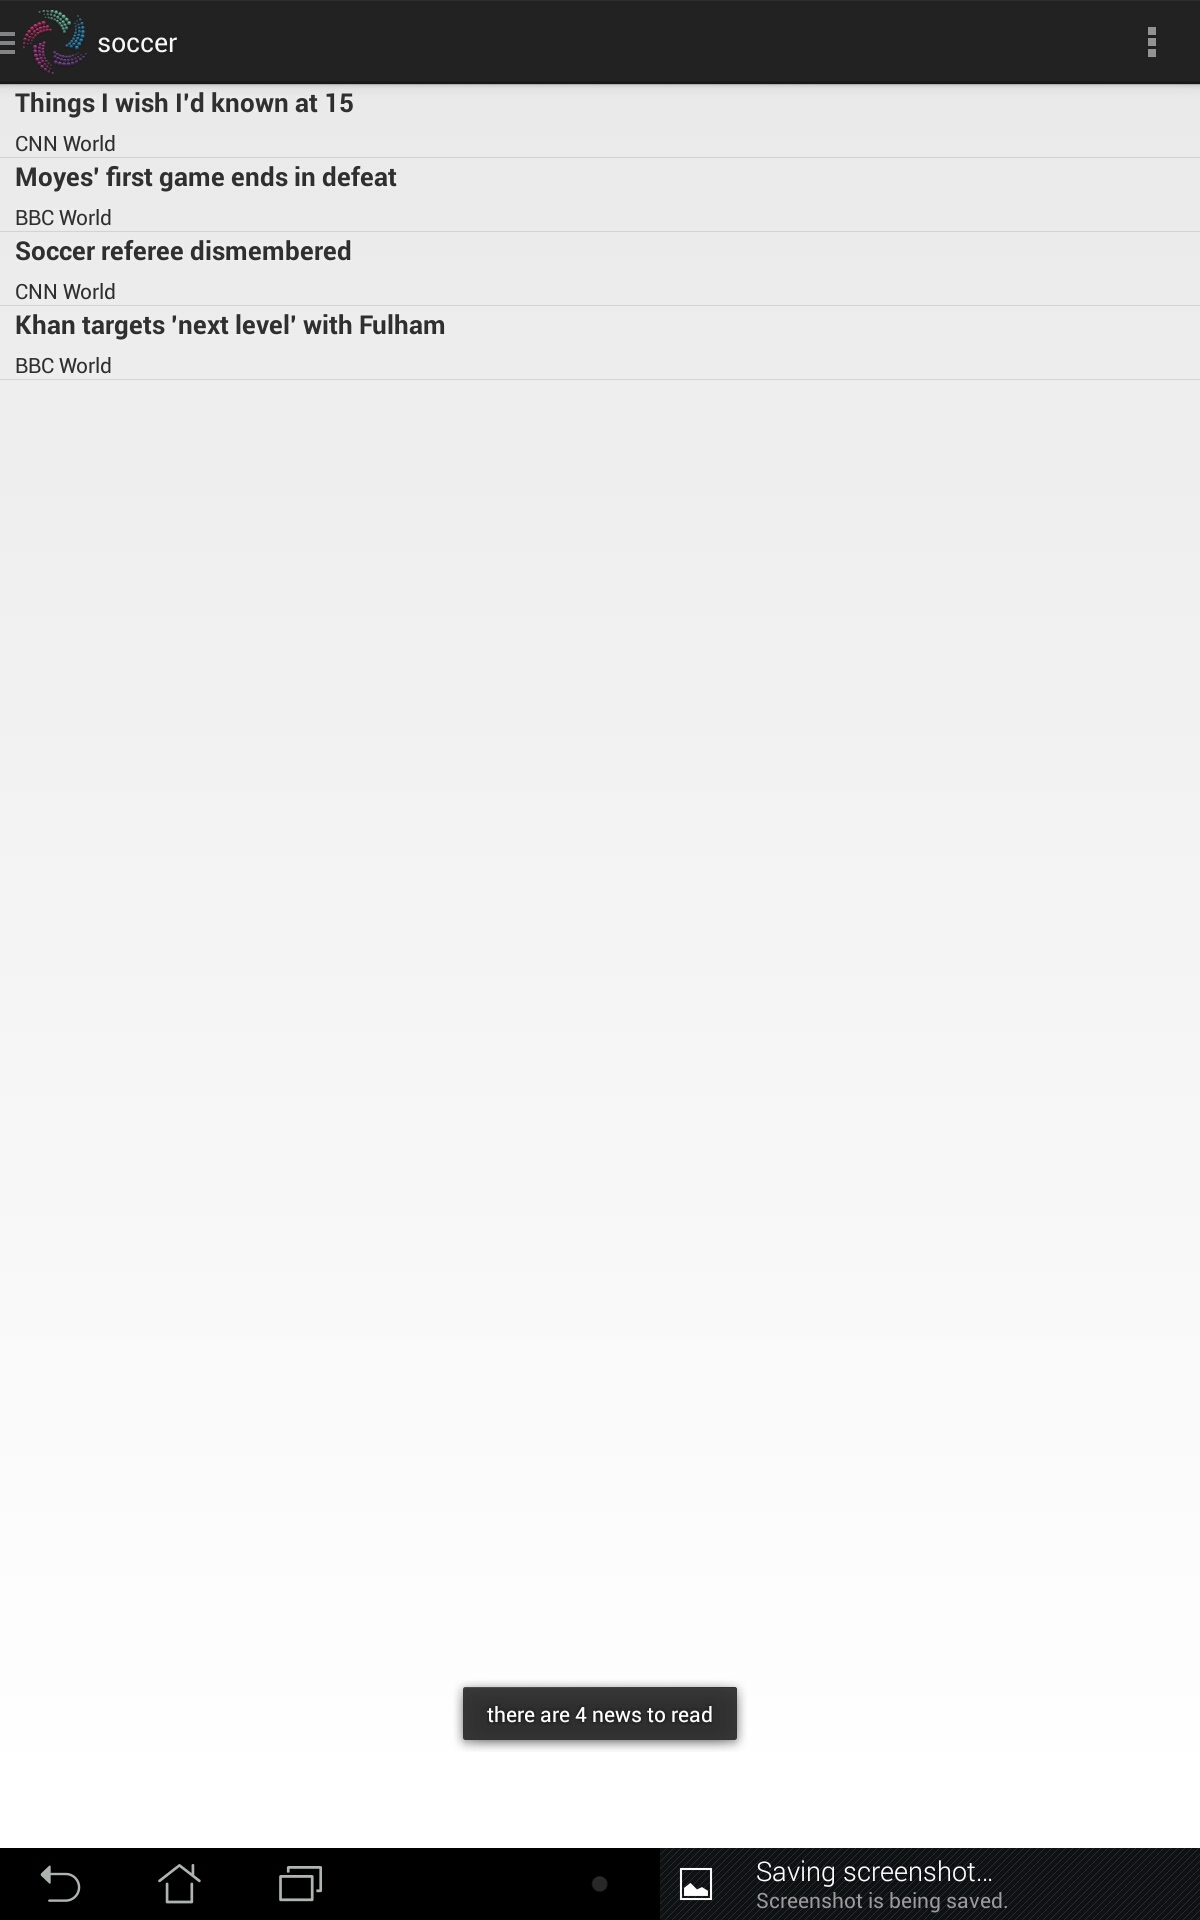 soccer
Things I wish I'd known at 15
CNN World
Moyes' first game ends in defeat
BBC World
Soccer referee dismembered
CNN World
Khan targets 'next level' with Fulham
BBC World
there are 4 news to read
Saving screenshot...
Screenshot is being saved.